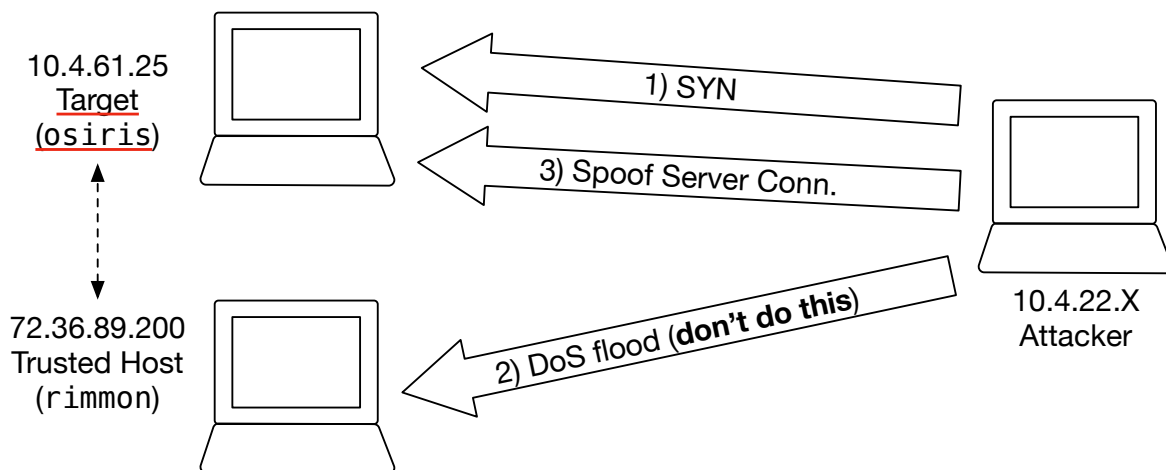 10.4.61.25
Target
(osiris)
1) SYN
3) Spoof Server Conn.
72.36.89.200
Trusted Host
(rimmon)
2) DoS flood (don't do this)
10.4.22.X
Attacker